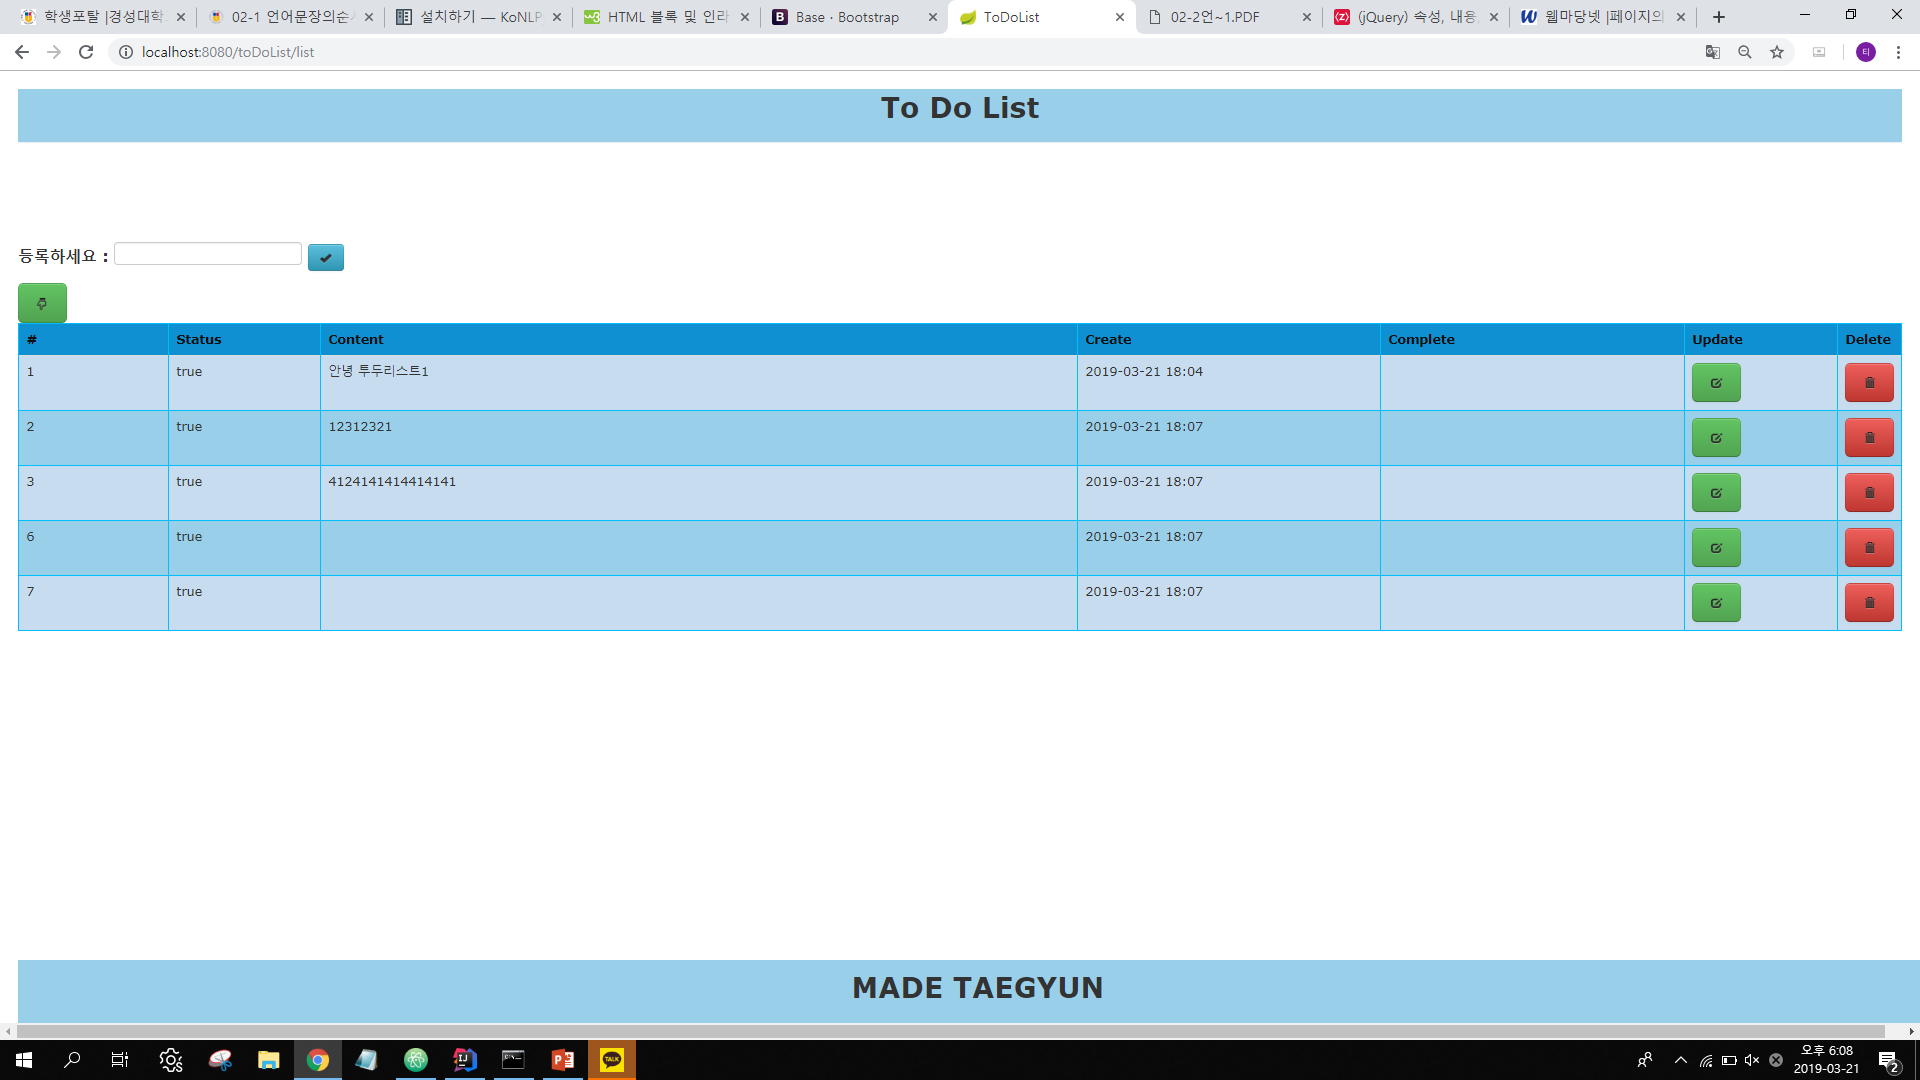 학생포탈 |경성대학
02-1 언어문장의순
설치하기 — KoNLP
HTML 블록 및 인라
Base · Bootstrap
ToDoList
02-2언~1.PDF
(jQuery) 속성, 내용
웹마당넷 |페이지의
localhost:8080/toDoList/list
티
To Do List
등록하세요 :
# Status Content Create Complete Update Delete
1 true 안녕 투두리스트1 2019-03-21 18:04
2 true 12312321 2019-03-21 18:07
3 true 4124141414414141 2019-03-21 18:07
6 true 2019-03-21 18:07
7 true 2019-03-21 18:07
MADE TAEGYUN
TALK
오후 6:08
2019-03-21
2